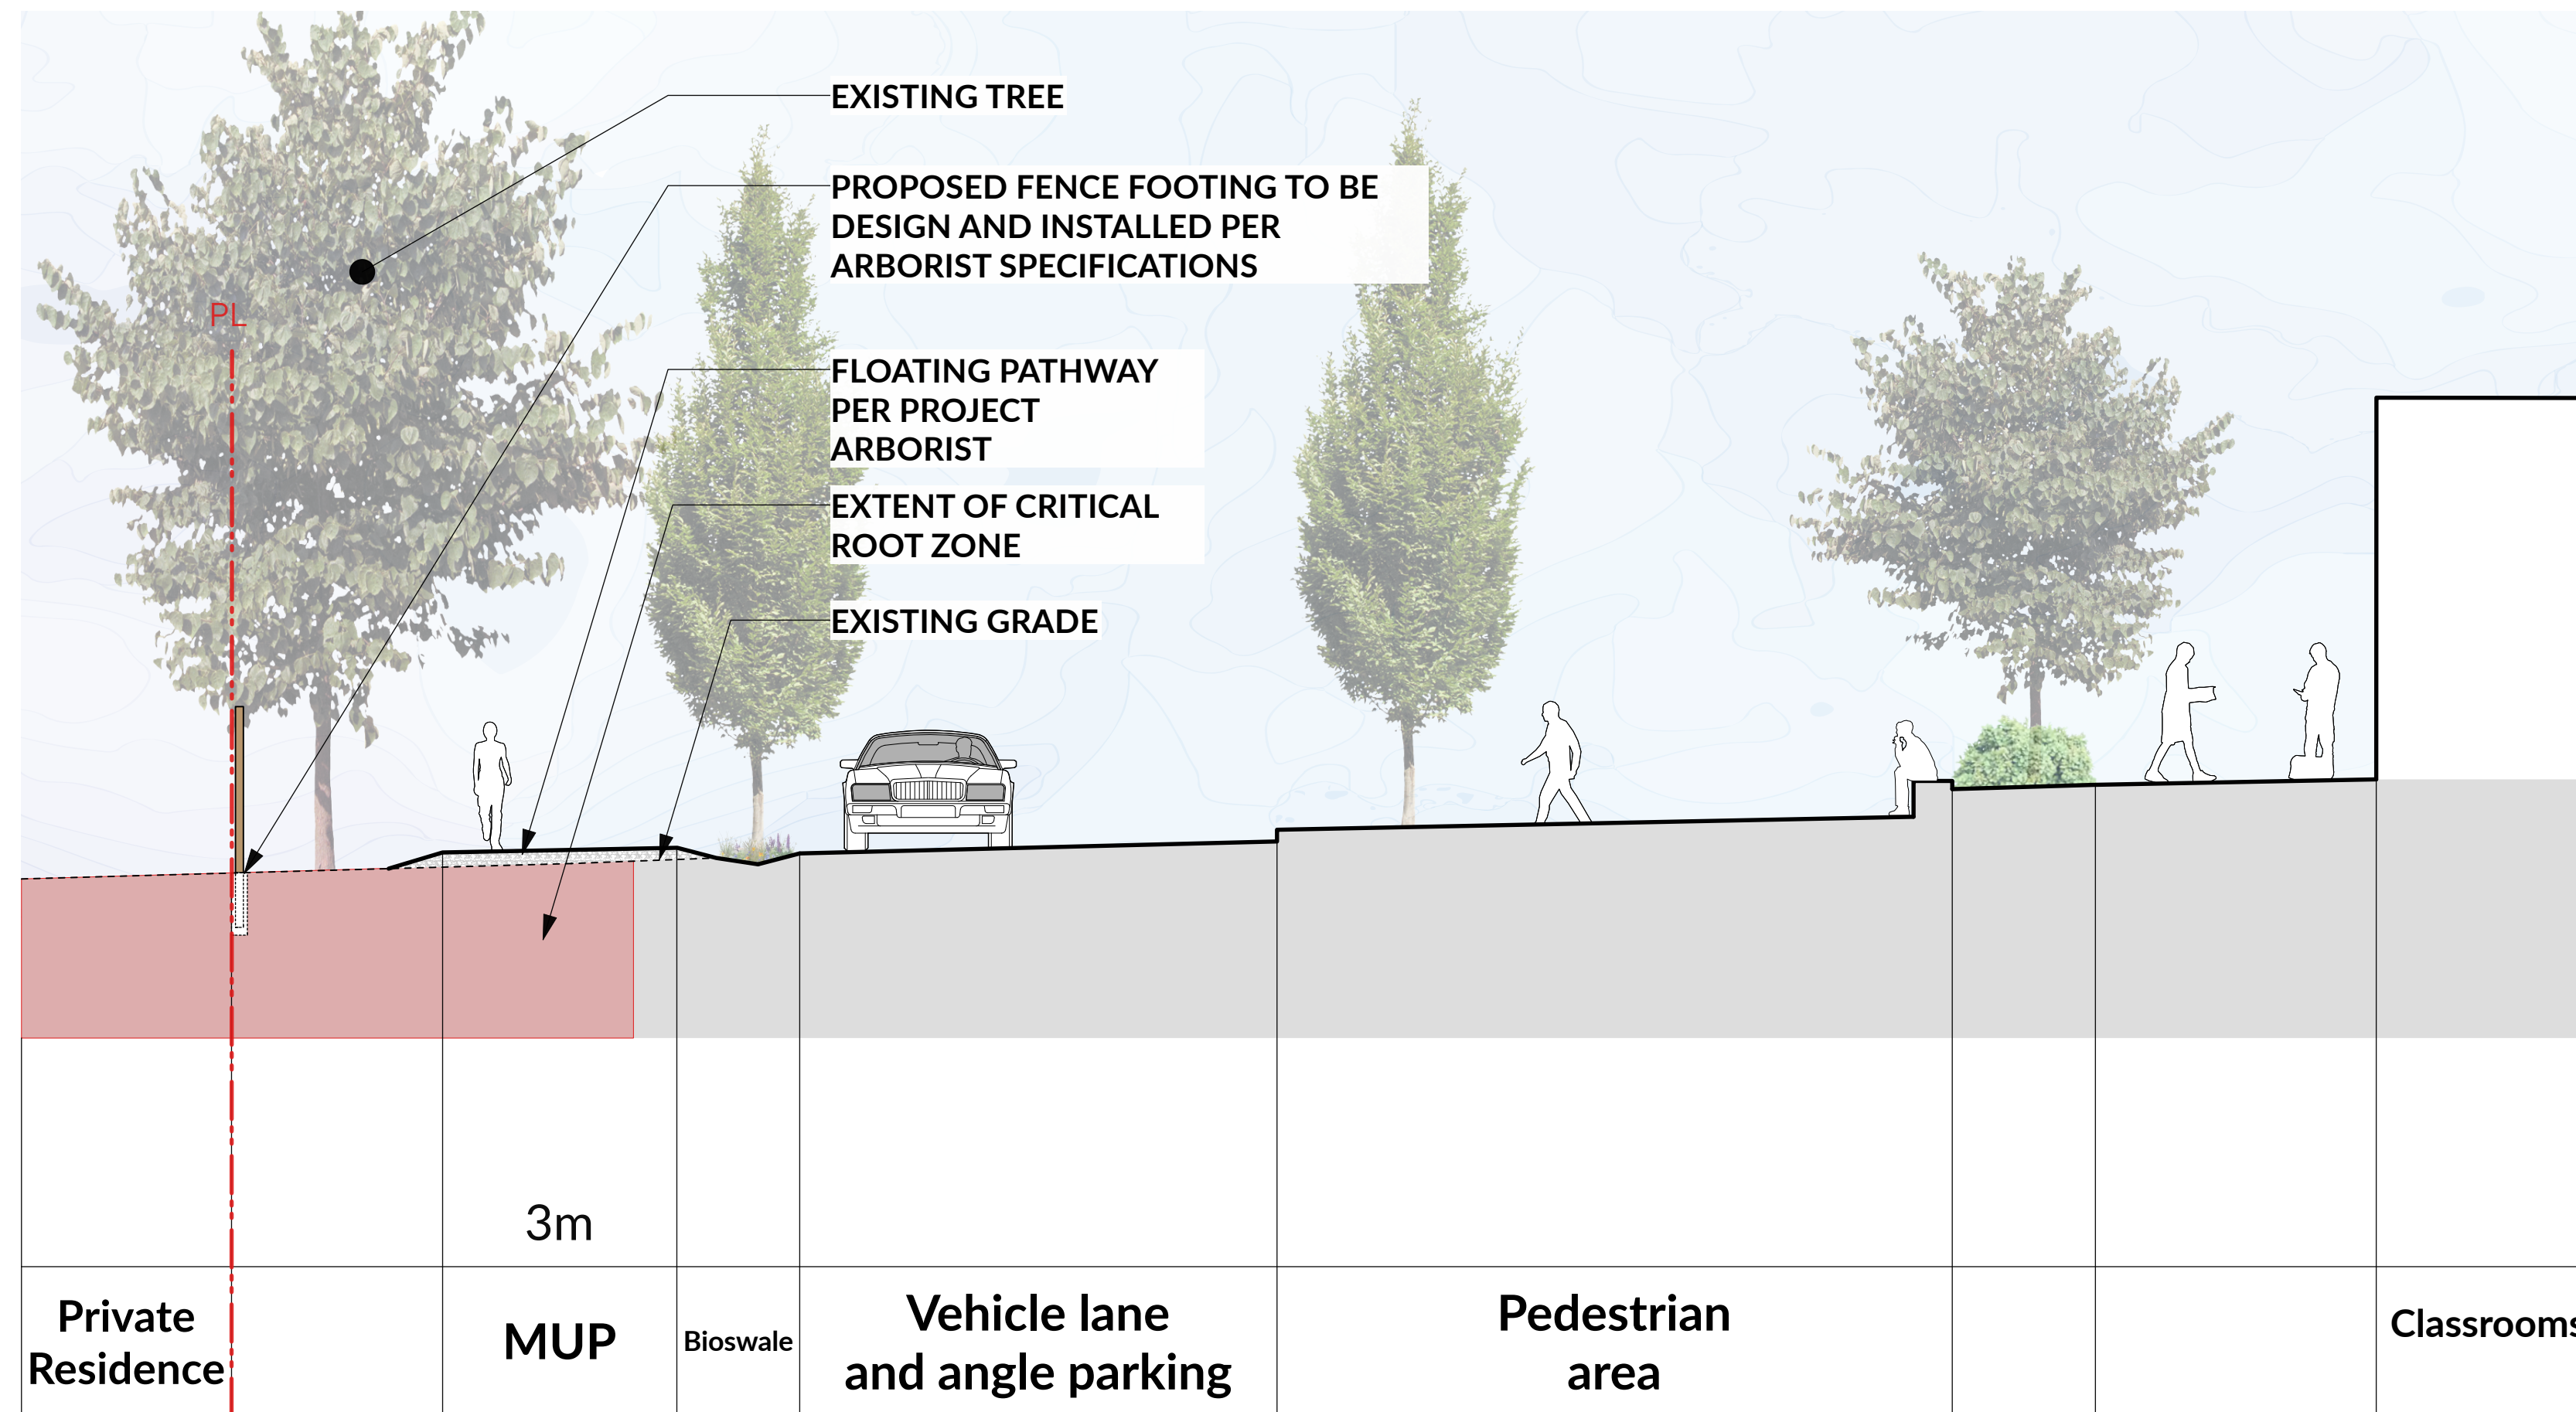 EXISTING TREE
PROPOSED FENCE FOOTING TO BE
DESIGN AND INSTALLED PER
ARBORIST SPECIFICATIONS
PL
FLOATING PATHWAY
PER PROJECT
ARBORIST
EXTENT OF CRITICAL
ROOT ZONE
EXISTING GRADE
3m
Private
Residence
MUP
Bioswale
Vehicle lane
and angle parking
Pedestrian
area
Classrooms